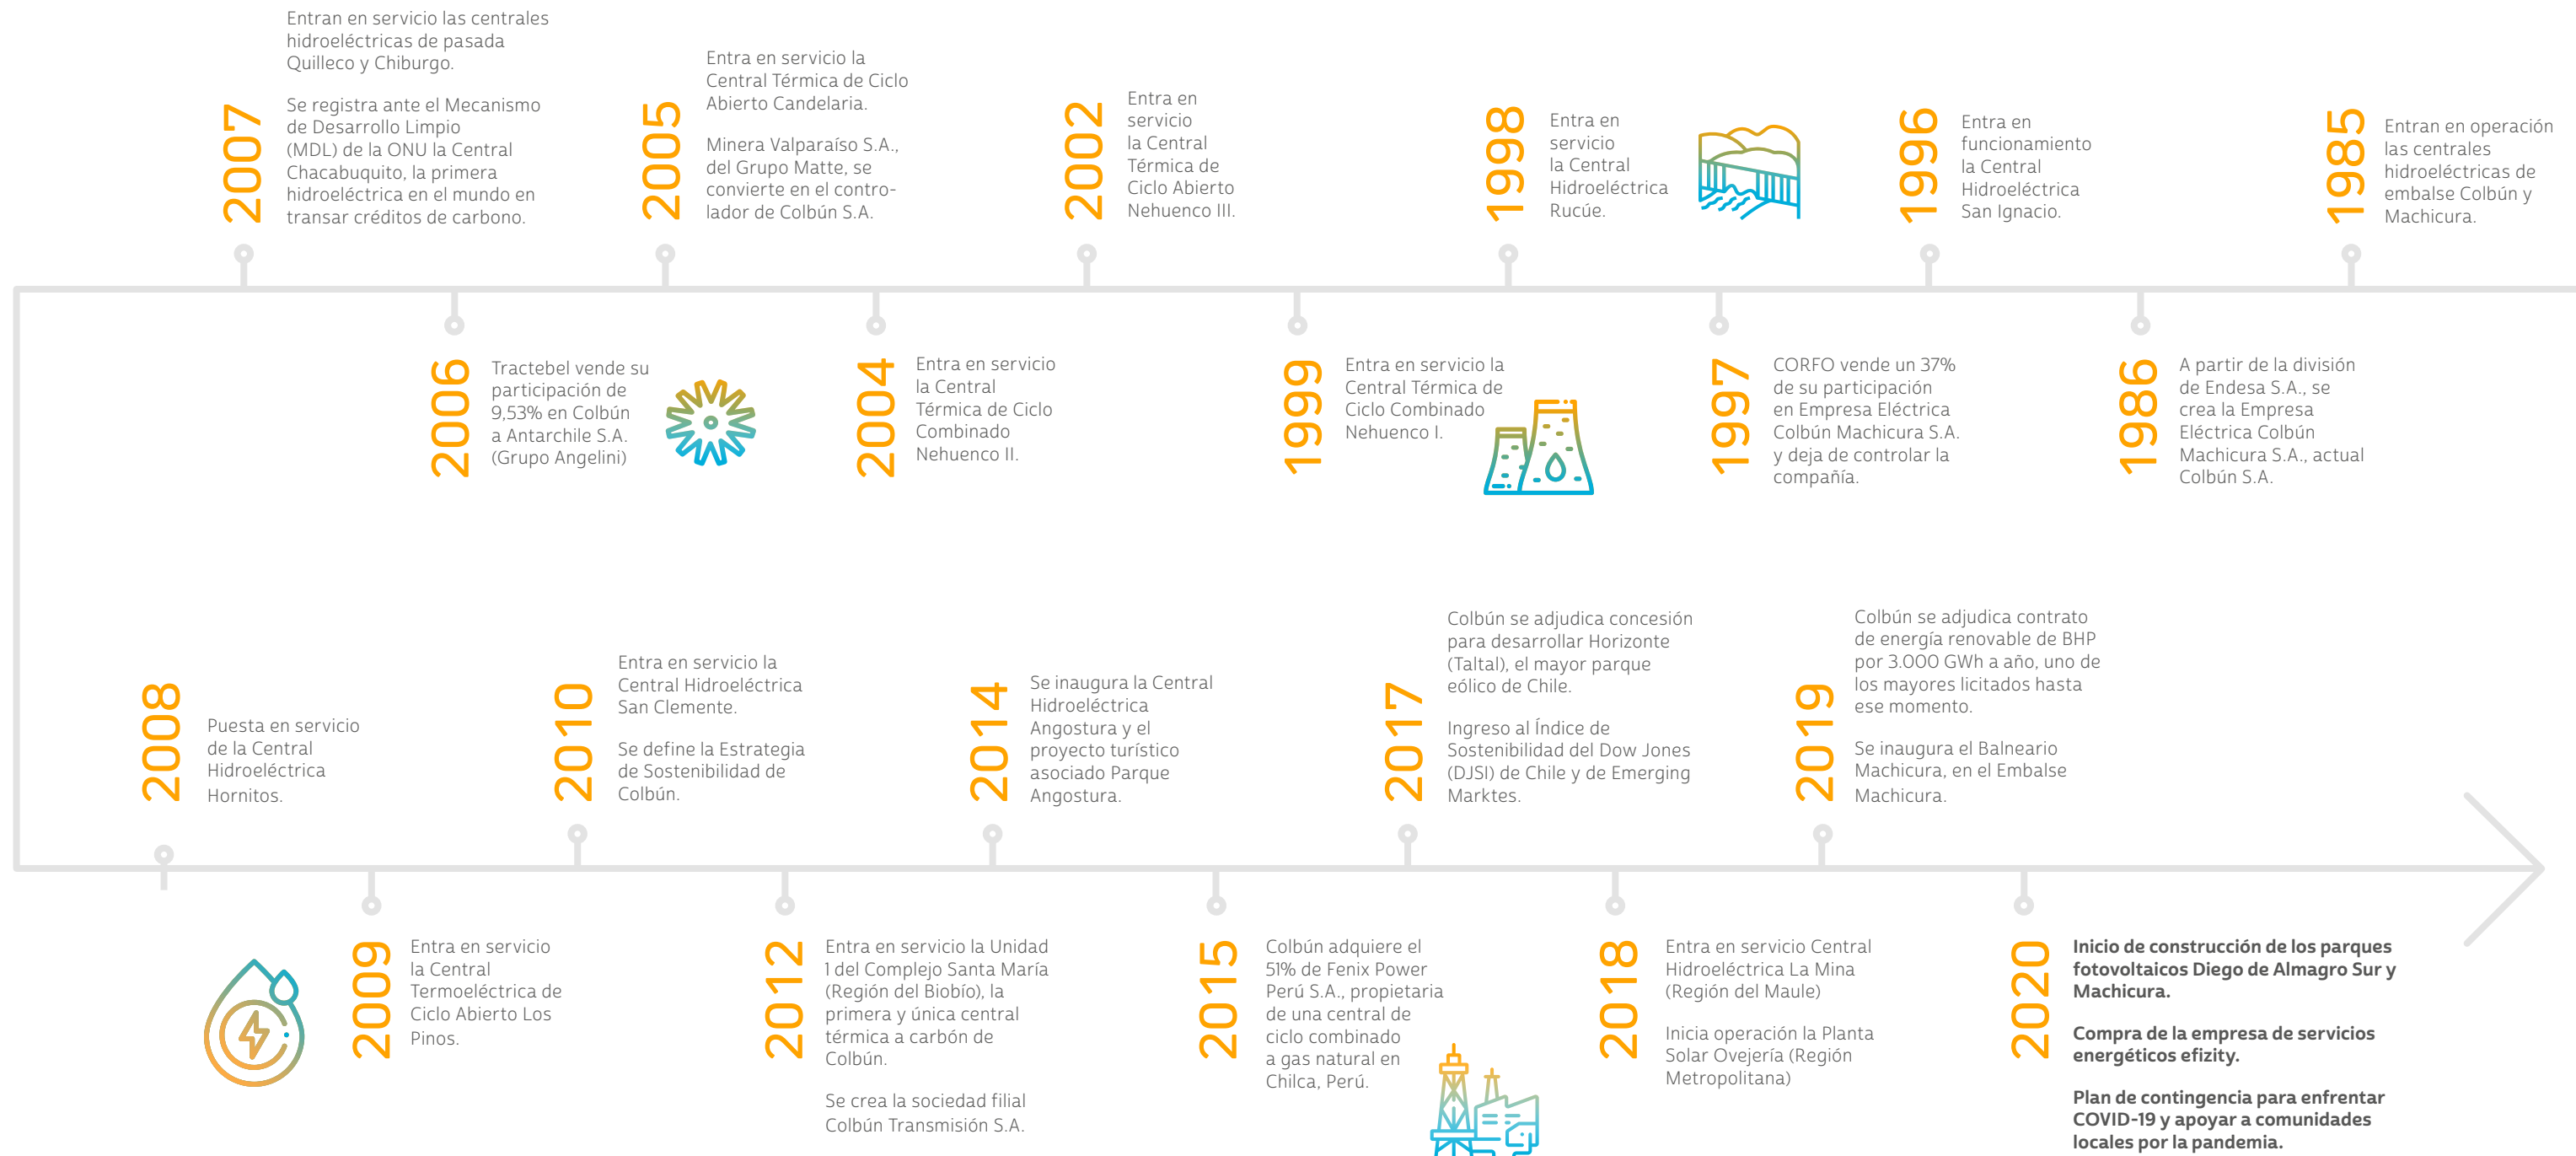 2007
Entran en servicio las centrales
hidroeléctricas de pasada
Quilleco y Chiburgo.
Se registra ante el Mecanismo
de Desarrollo Limpio
(MDL) de la ONU la Central
Chacabuquito, la primera
hidroeléctrica en el mundo en
transar créditos de carbono.
2005
Entra en servicio la
Central Térmica de Ciclo
Abierto Candelaria.
Minera Valparaíso S.A.,
del Grupo Matte, se
convierte en el contro-
lador de Colbún S.A.
2002
Entra en
servicio
la Central
Térmica de
Ciclo Abierto
Nehuenco III.
1998
Entra en
servicio
la Central
Hidroeléctrica
Rucúe.
1996
Entra en
funcionamiento
la Central
Hidroeléctrica
San Ignacio.
1985
Entran en operación
las centrales
hidroeléctricas de
embalse Colbún y
Machicura.
2006
Tractebel vende su
participación de
9,53% en Colbún
a Antarchile S.A.
(Grupo Angelini)
2004
Entra en servicio
la Central
Térmica de Ciclo
Combinado
Nehuenco II.
1999
Entra en servicio la
Central Térmica de
Ciclo Combinado
Nehuenco I.
1997
CORFO vende un 37%
de su participación
en Empresa Eléctrica
Colbún Machicura S.A.
y deja de controlar la
compañía.
1986
A partir de la división
de Endesa S.A., se
crea la Empresa
Eléctrica Colbún
Machicura S.A., actual
Colbún S.A.
2008
Puesta en servicio
de la Central
Hidroeléctrica
Hornitos.
2010
Entra en servicio la
Central Hidroeléctrica
San Clemente.
Se define la Estrategia
de Sostenibilidad de
Colbún.
2014
Se inaugura la Central
Hidroeléctrica
Angostura y el
proyecto turístico
asociado Parque
Angostura.
2017
Colbún se adjudica concesión
para desarrollar Horizonte
(Taltal), el mayor parque
eólico de Chile.
Ingreso al Índice de
Sostenibilidad del Dow Jones
(DJSI) de Chile y de Emerging
Marktes.
2019
Colbún se adjudica contrato
de energía renovable de BHP
por 3.000 GWh a año, uno de
los mayores licitados hasta
ese momento.
Se inaugura el Balneario
Machicura, en el Embalse
Machicura.
2009
Entra en servicio
la Central
Termoeléctrica de
Ciclo Abierto Los
Pinos.
2012
Entra en servicio la Unidad
1 del Complejo Santa María
(Región del Biobío), la
primera y única central
térmica a carbón de
Colbún.
Se crea la sociedad filial
Colbún Transmisión S.A.
2015
Colbún adquiere el
51% de Fenix Power
Perú S.A., propietaria
de una central de
ciclo combinado
a gas natural en
Chilca, Perú.
2018
Entra en servicio Central
Hidroeléctrica La Mina
(Región del Maule)
Inicia operación la Planta
Solar Ovejería (Región
Metropolitana)
2020
Inicio de construcción de los parques
fotovoltaicos Diego de Almagro Sur y
Machicura.
Compra de la empresa de servicios
energéticos efizity.
Plan de contingencia para enfrentar
COVID-19 y apoyar a comunidades
locales por la pandemia.